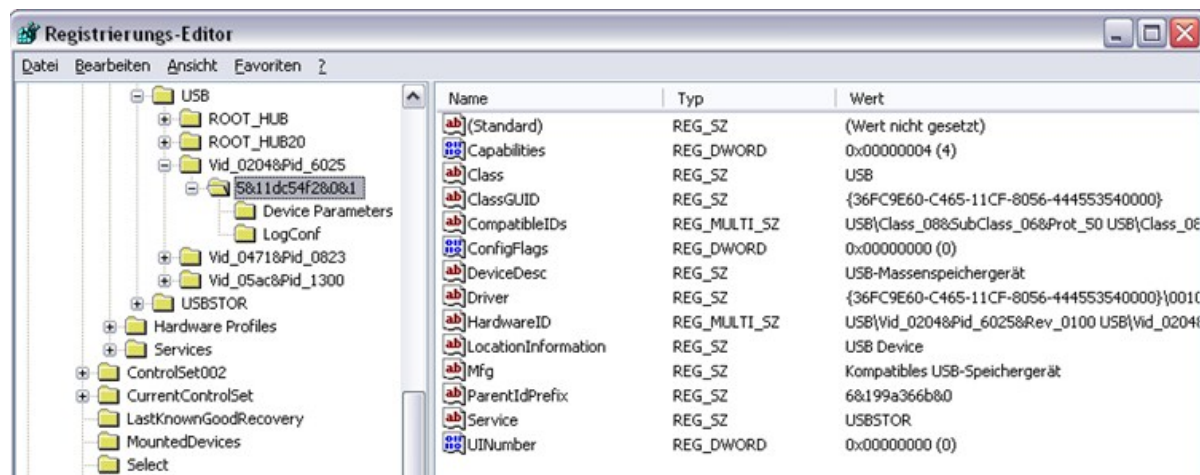 Registrierungs-Editor
Datei Bearbeiten Ansicht Favoriten ?
USB
ROOT_HUB
ROOT_HUB20
Vid_0204&Pid_6025
5&11dc54f2&0&1
Device Parameters
LogConf
Vid_0471&Pid_0823
Vid_05ac&Pid_1300
USBSTOR
Hardware Profiles
Services
ControlSet002
CurrentControlSet
LastKnownGoodRecovery
MountedDevices
Select
Name Typ Wert
(Standard) REG_SZ (Wert nicht gesetzt)
Capabilities REG_DWORD 0x00000004 (4)
Class REG_SZ USB
ClassGUID REG_SZ {36FC9E60-C465-11CF-8056-444553540000}
CompatibleIDs REG_MULTI_SZ USB\Class_08&SubClass_06&Prot_50 USB\Class_08
ConfigFlags REG_DWORD 0x00000000 (0)
DeviceDesc REG_SZ USB-Massenspeichergerät
Driver REG_SZ {36FC9E60-C465-11CF-8056-444553540000}\0010
HardwareID REG_MULTI_SZ USB\Vid_0204&Pid_6025&Rev_0100 USB\Vid_0204&
LocationInformation REG_SZ USB Device
Mfg REG_SZ Kompatibles USB-Speichergerät
ParentIdPrefix REG_SZ 6&199a366b&0
Service REG_SZ USBSTOR
UINumber REG_DWORD 0x00000000 (0)